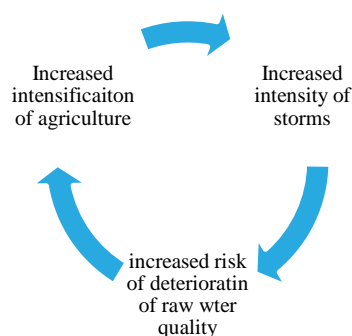 Increased
intensificaiton
of agriculture
Increased
intensity of
storms
increased risk
of deterioratin
of raw wter
quality